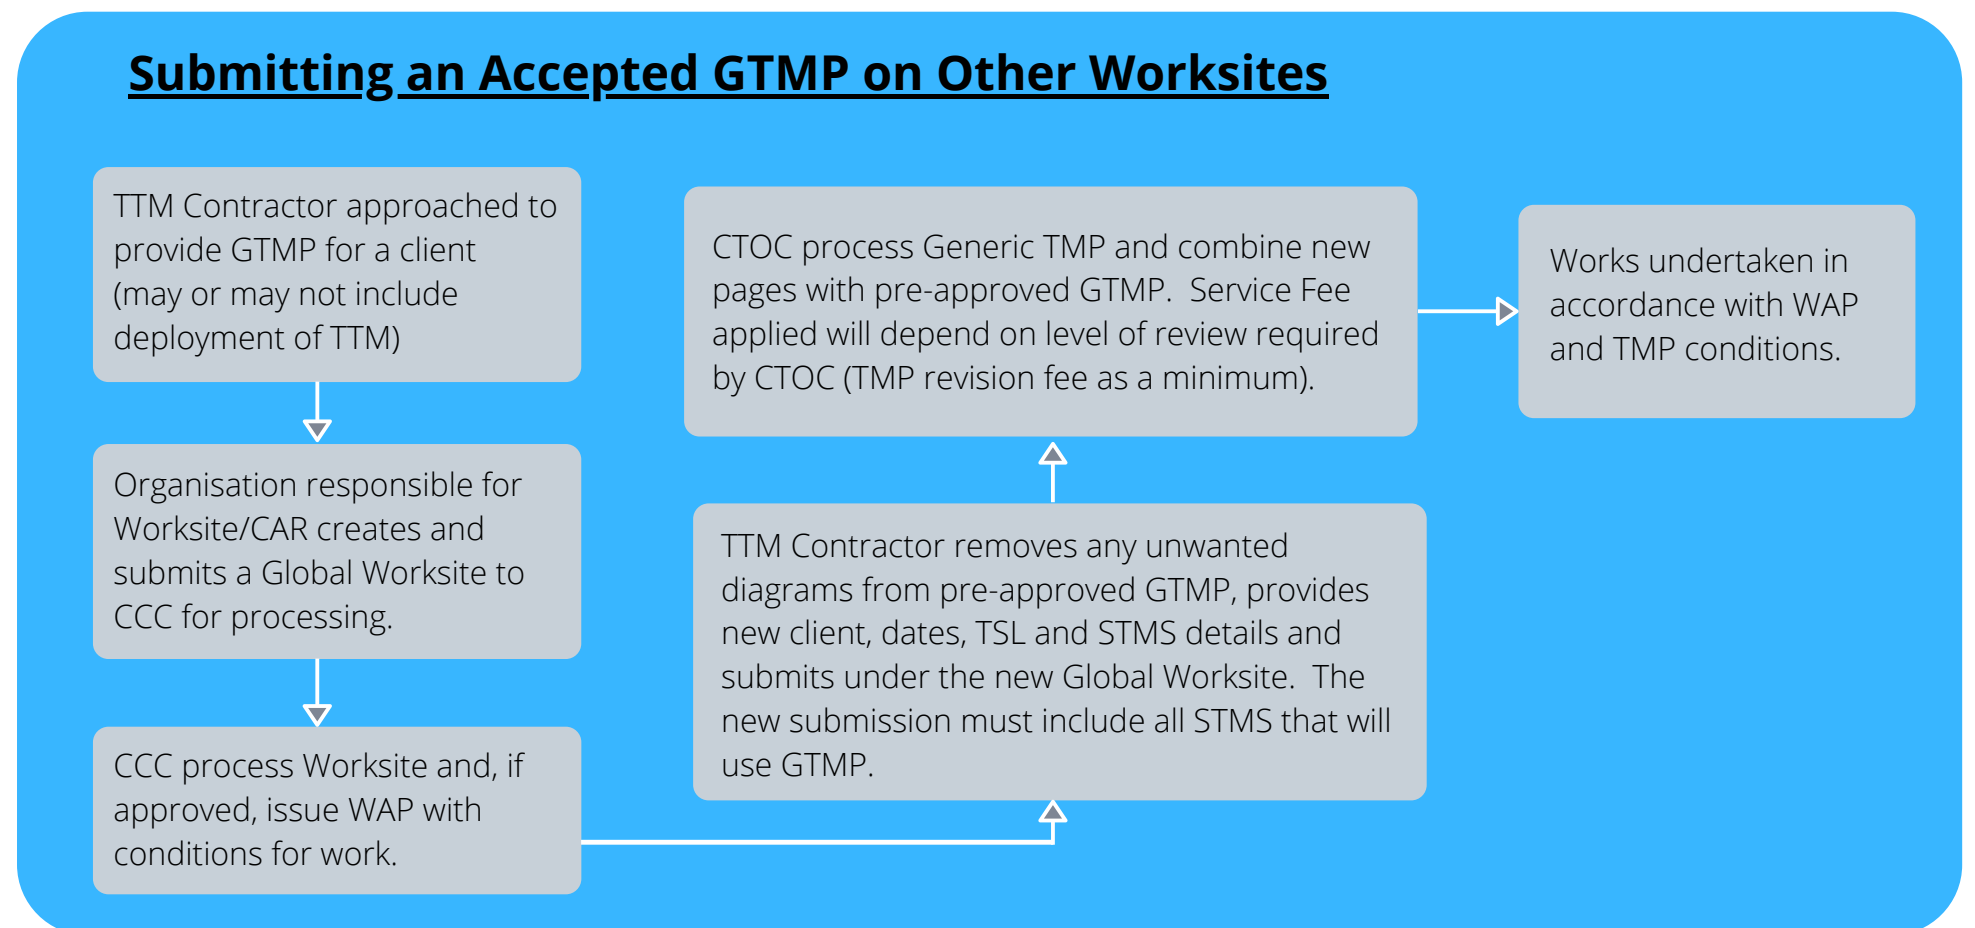 Submitting an Accepted GTMP on Other Worksites
TTM Contractor approached to
provide GTMP for a client
(may or may not include
deployment of TTM)
Organisation responsible for
Worksite/CAR creates and
submits a Global Worksite to
CCC for processing.
CCC process Worksite and, if
approved, issue WAP with
conditions for work.
TTM Contractor removes any unwanted
diagrams from pre-approved GTMP, provides
new client, dates, TSL and STMS details and
submits under the new Global Worksite.  The
new submission must include all STMS that will
use GTMP.
CTOC process Generic TMP and combine new
pages with pre-approved GTMP.  Service Fee
applied will depend on level of review required
by CTOC (TMP revision fee as a minimum).
Works undertaken in
accordance with WAP
and TMP conditions.